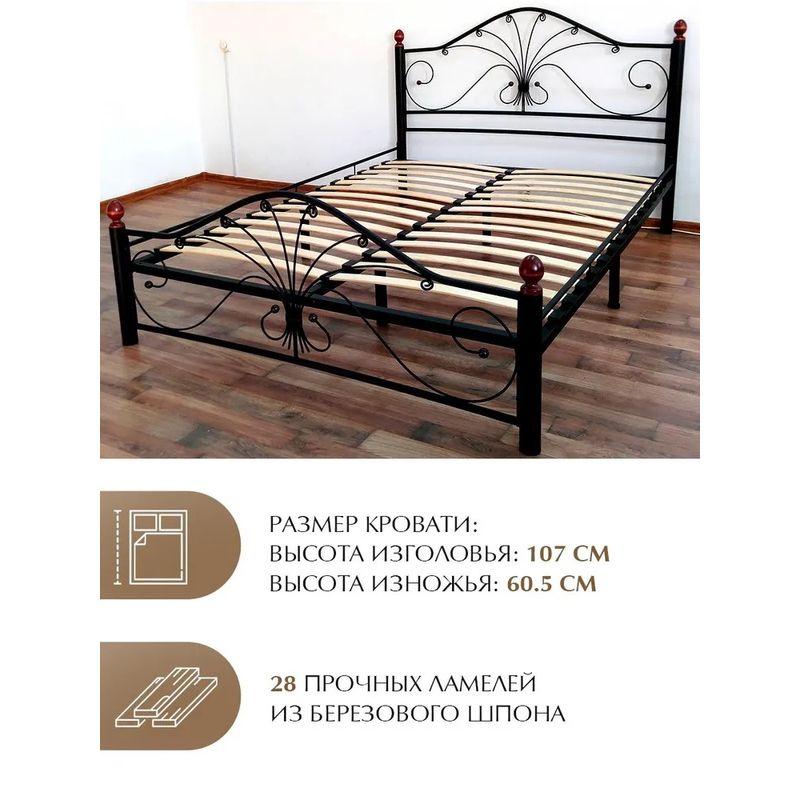 РАЗМЕР КРОВАТИ:
ВЫСОТА ИЗГОЛОВЬЯ: 107 СМ
ВЫСОТА ИЗНОЖЬЯ: 60.5 СМ
28 ПРОЧНЫХ ЛАМЕЛЕЙ
ИЗ БЕРЕЗОВОГО ШПОНА